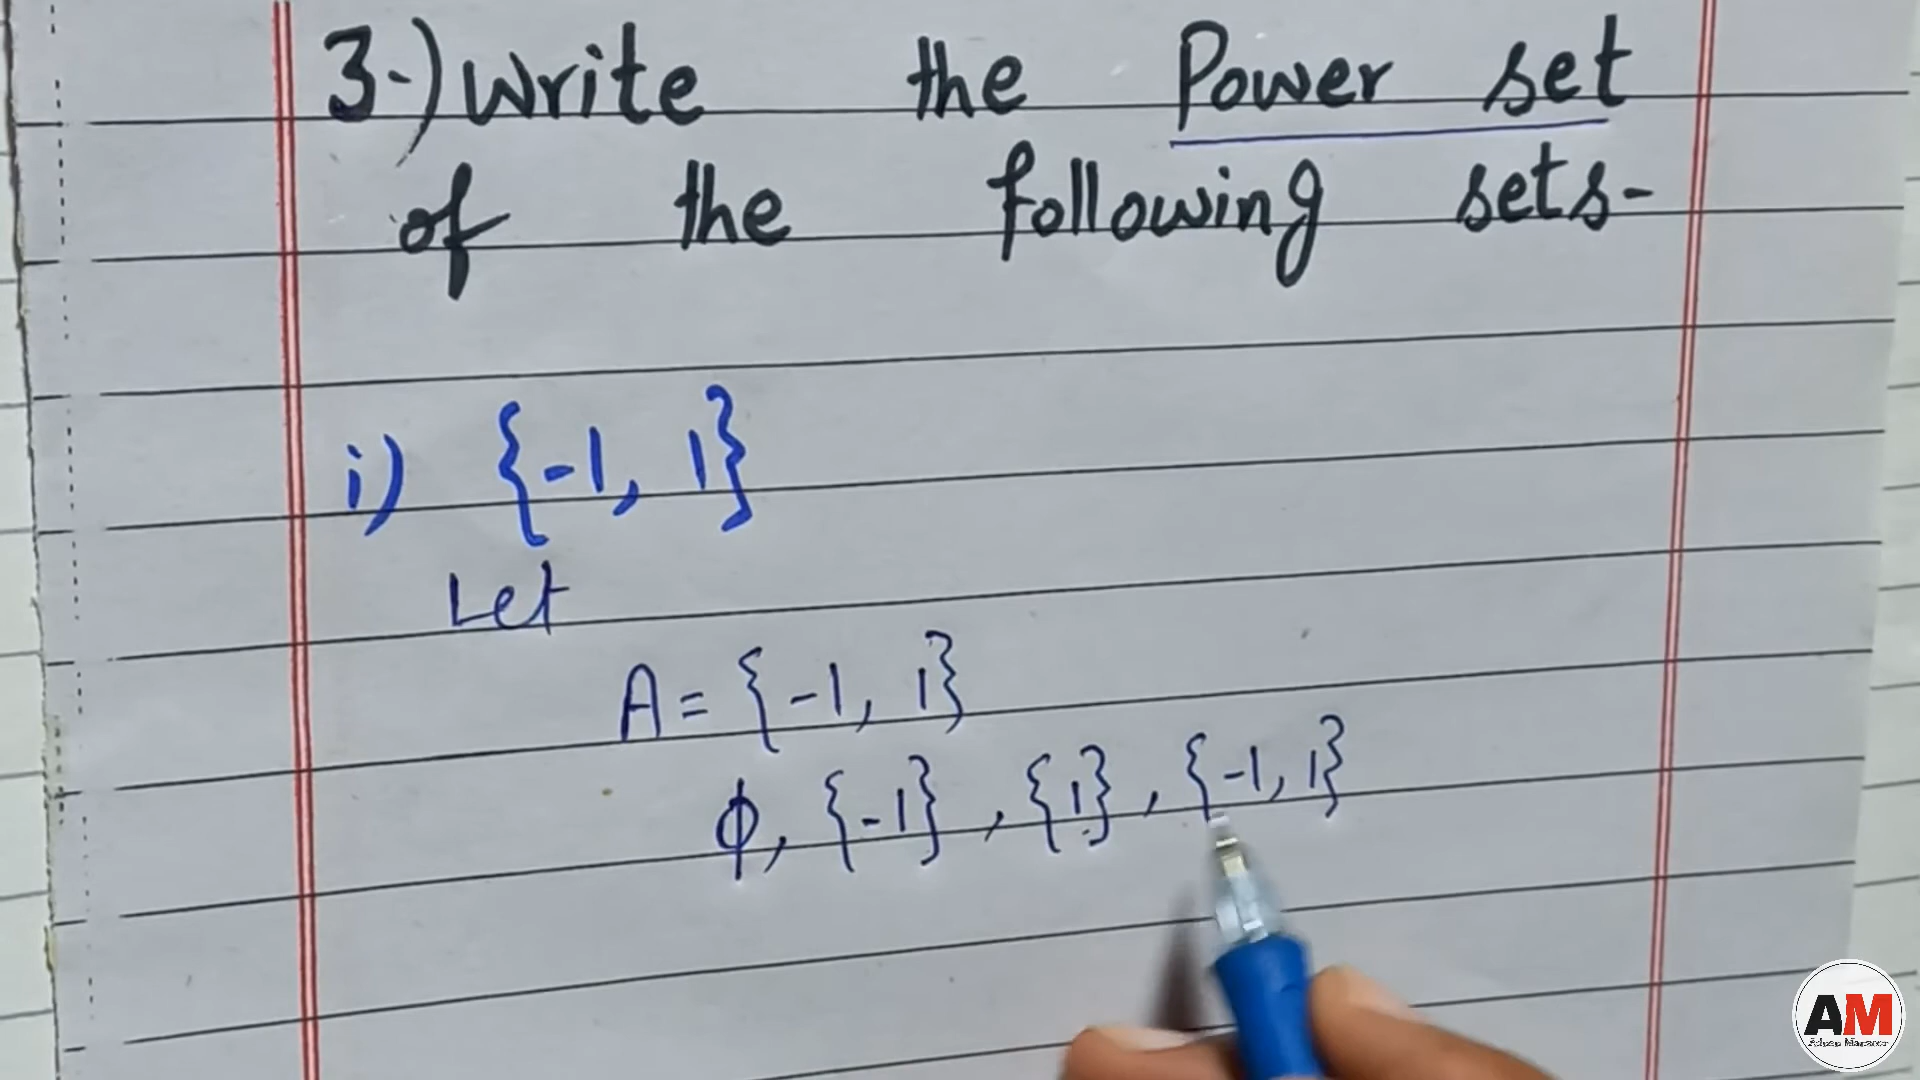 3-) Write the Power set
of the following sets-
i) {-1, 1}
Let
A = {-1, 1}
ϕ, {-1}, {1}, {-1, 1}
AM